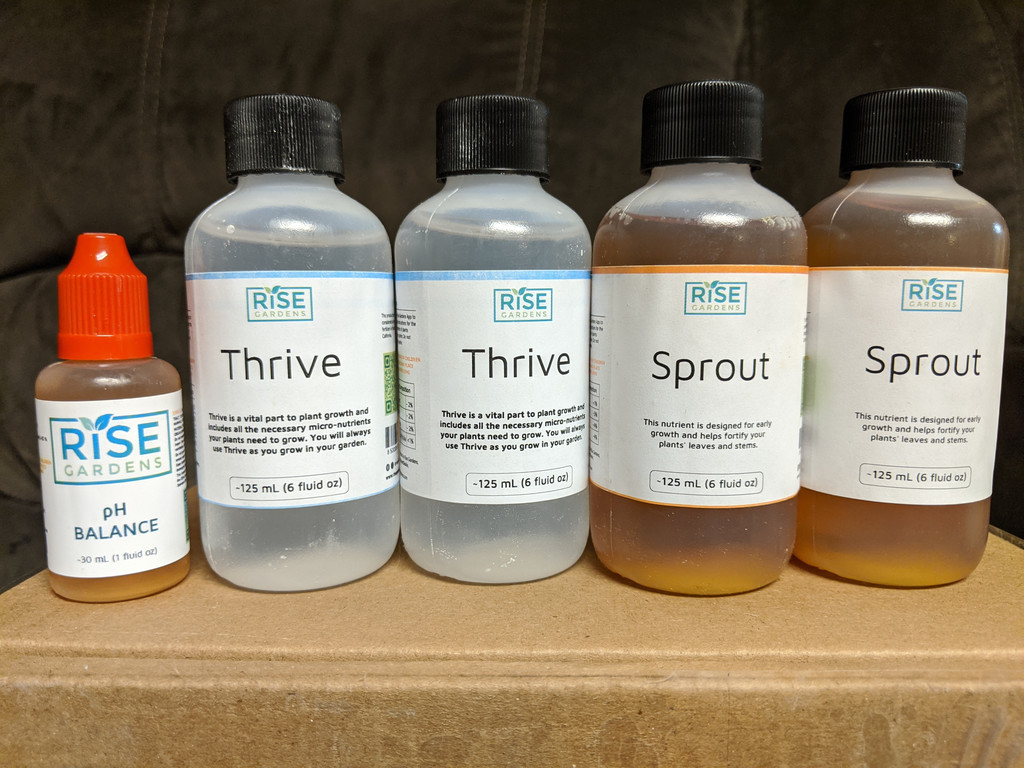 RISE
GARDENS
pH
BALANCE
~30 mL (1 fluid oz)
RISE
GARDENS
Thrive
Thrive is a vital part to plant growth and
includes all the necessary micro-nutrients
your plants need to grow. You will always
use Thrive as you grow in your garden.
~125 mL (6 fluid oz)
RISE
GARDENS
Thrive
Thrive is a vital part to plant growth and
includes all the necessary micro-nutrients
your plants need to grow. You will always
use Thrive as you grow in your garden.
~125 mL (6 fluid oz)
RISE
GARDENS
Sprout
This nutrient is designed for early
growth and helps fortify your
plants' leaves and stems.
~125 mL (6 fluid oz)
RISE
GARDENS
Sprout
This nutrient is designed for early
growth and helps fortify your
plants' leaves and stems.
~125 mL (6 fluid oz)